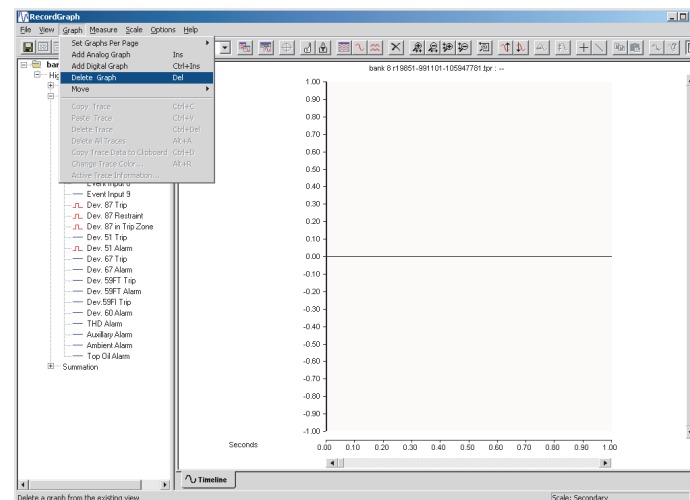 RecordGraph
File View Graph Measure Scale Options Help
Set Graphs Per Page
Add Analog Graph Ins
Add Digital Graph Ctrl+Ins
Delete Graph Del
Move
Copy Trace Ctrl+C
Paste Trace Ctrl+V
Delete Trace Ctrl+Del
Delete All Traces Alt+A
Copy Trace Data to Clipboard Ctrl+D
Change Trace Color... Alt+R
Active Trace Information...
Event Input 9
Dev. 87 Trip
Dev. 87 Restraint
Dev. 87 in Trip Zone
Dev. 51 Trip
Dev. 51 Alarm
Dev. 67 Trip
Dev. 67 Alarm
Dev. 59FT Trip
Dev. 59FT Alarm
Dev.59FI Trip
Dev. 60 Alarm
THD Alarm
Auxillary Alarm
Ambient Alarm
Top Oil Alarm
Summation
bank 8 r19851-991101-105947781.tpr : --
1.00
0.90
0.80
0.70
0.60
0.50
0.40
0.30
0.20
0.10
0.00
-0.10
-0.20
-0.30
-0.40
-0.50
-0.60
-0.70
-0.80
-0.90
-1.00
Seconds 0.00 0.10 0.20 0.30 0.40 0.50 0.60 0.70 0.80 0.90 1.00
Timeline
Delete a graph from the existing view Scale: Secondary